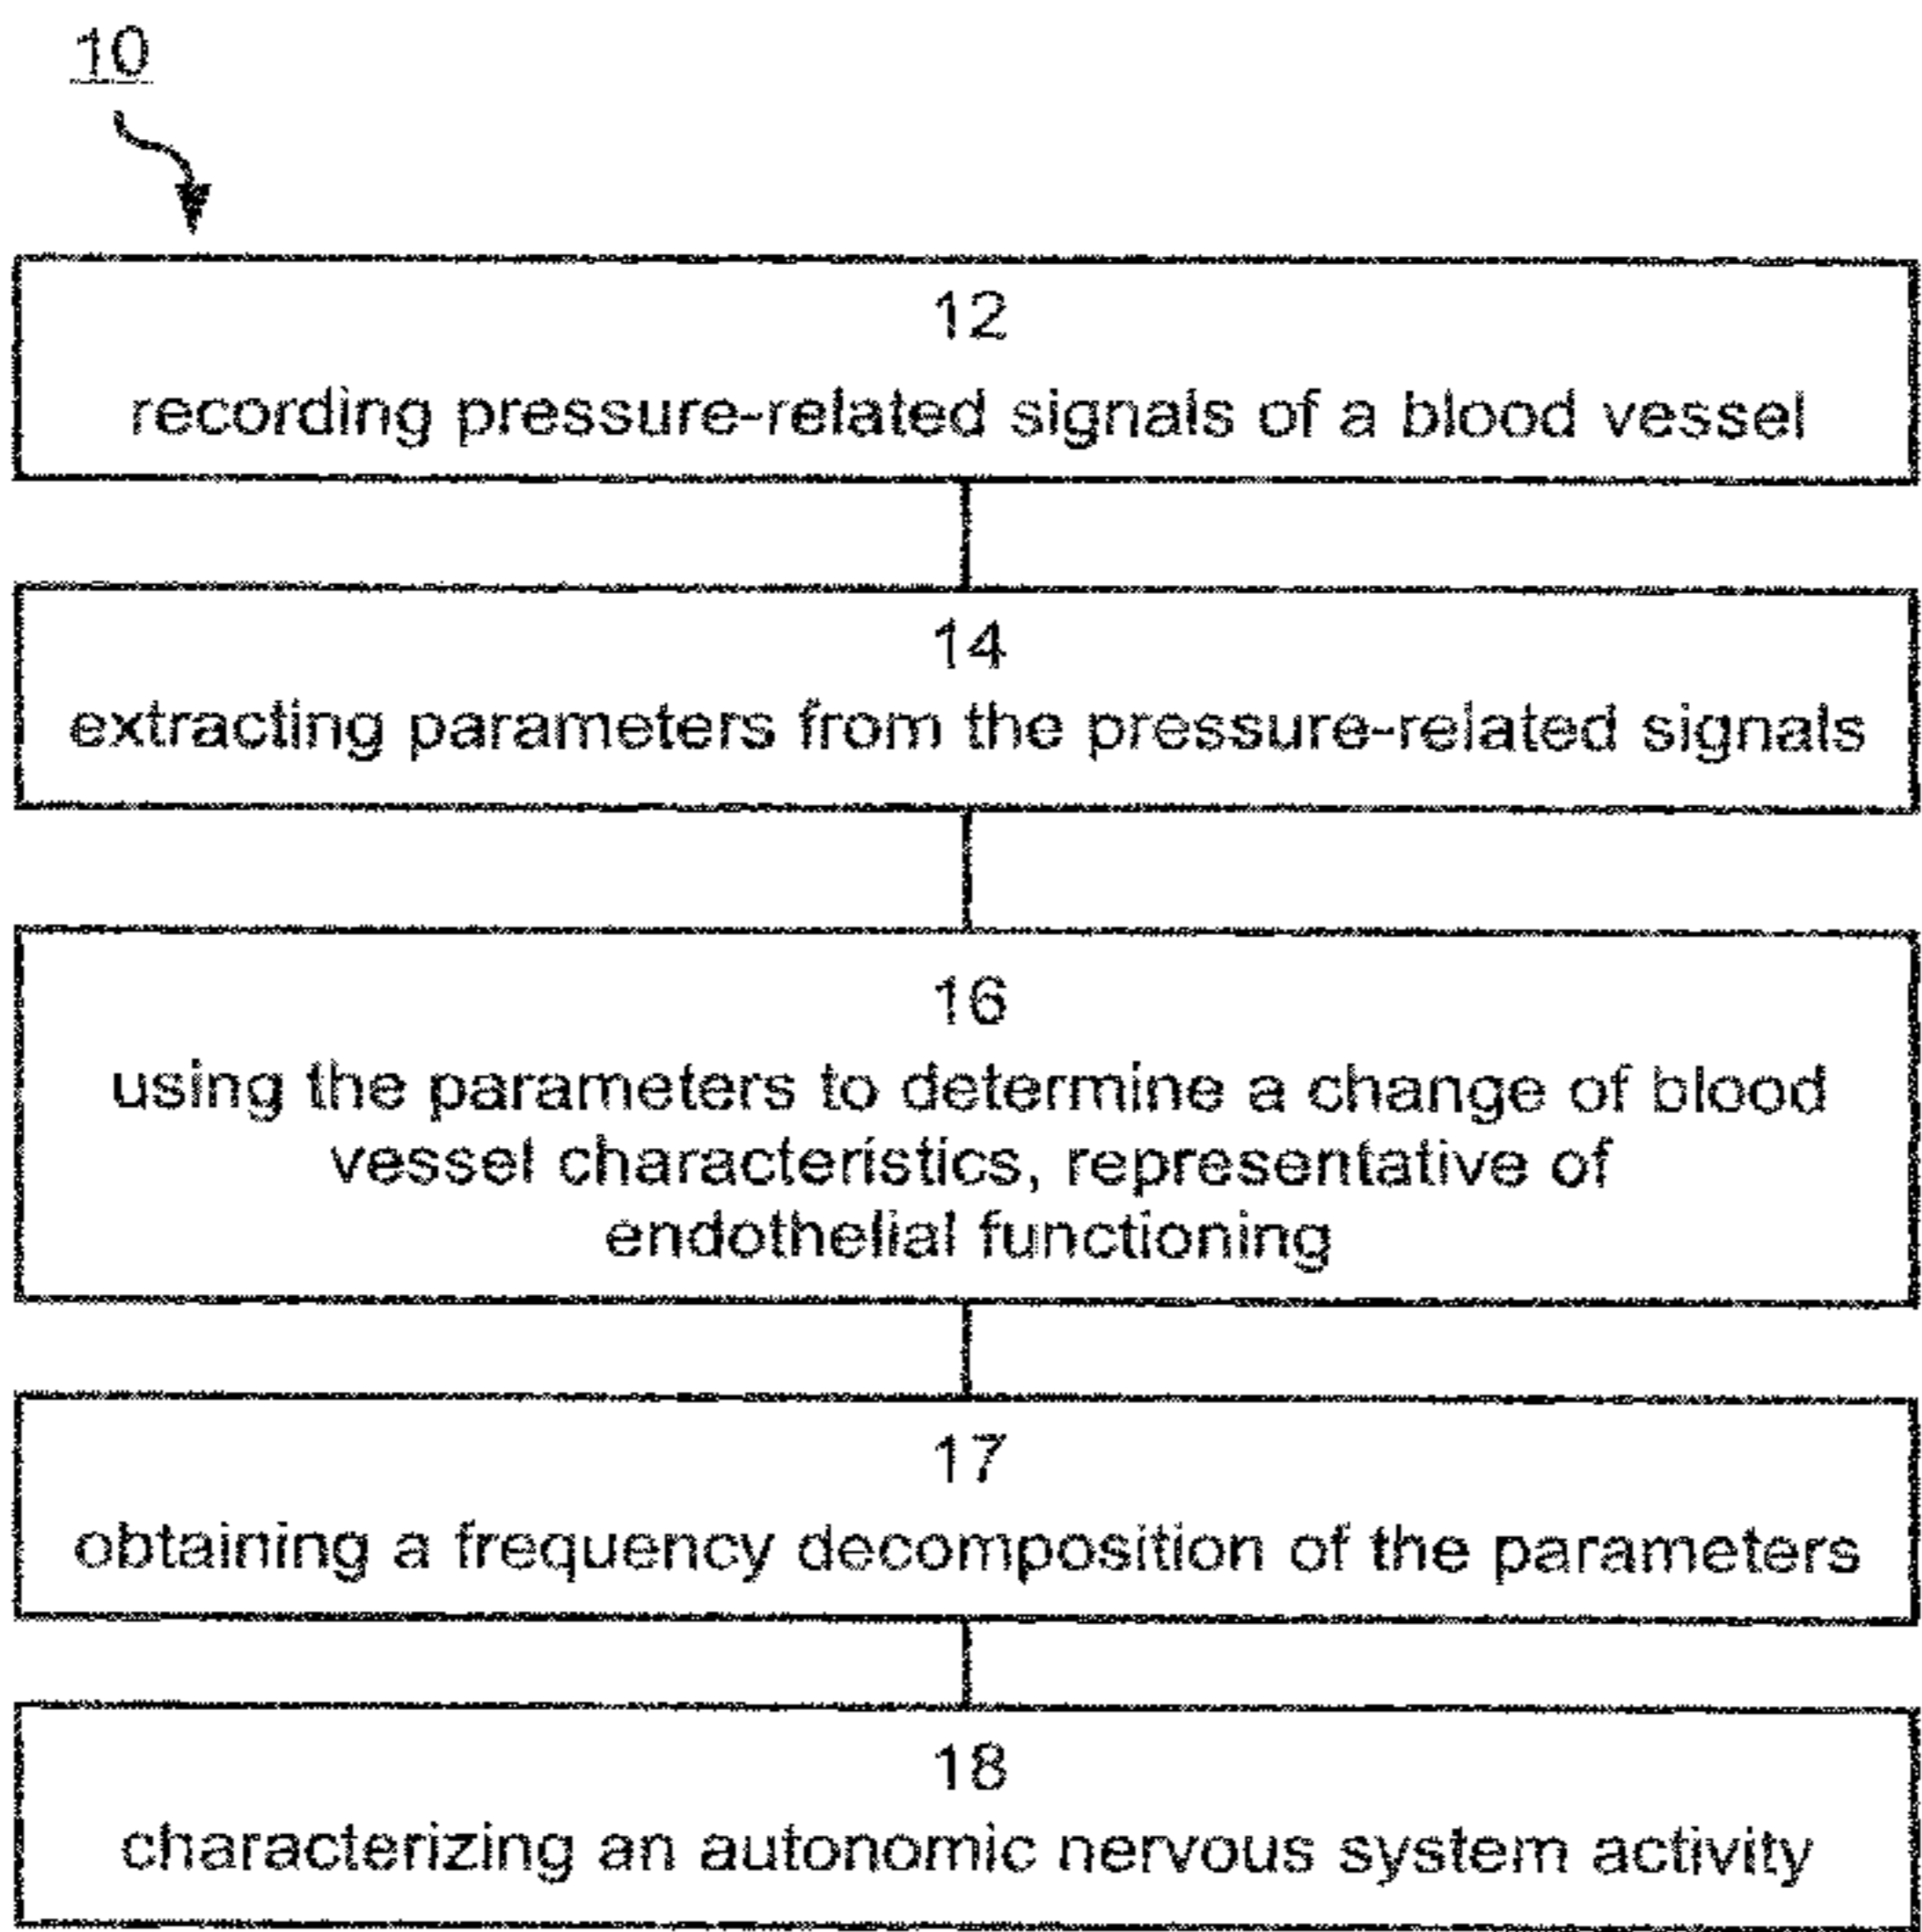 10
12
recording pressure-related signals of a blood vessel
14
extracting parameters from the pressure-related signals
16
using the parameters to determine a change of blood
vessel characteristics, representative of
endothelial functioning
17
obtaining a frequency decomposition of the parameters
18
characterizing an autonomic nervous system activity